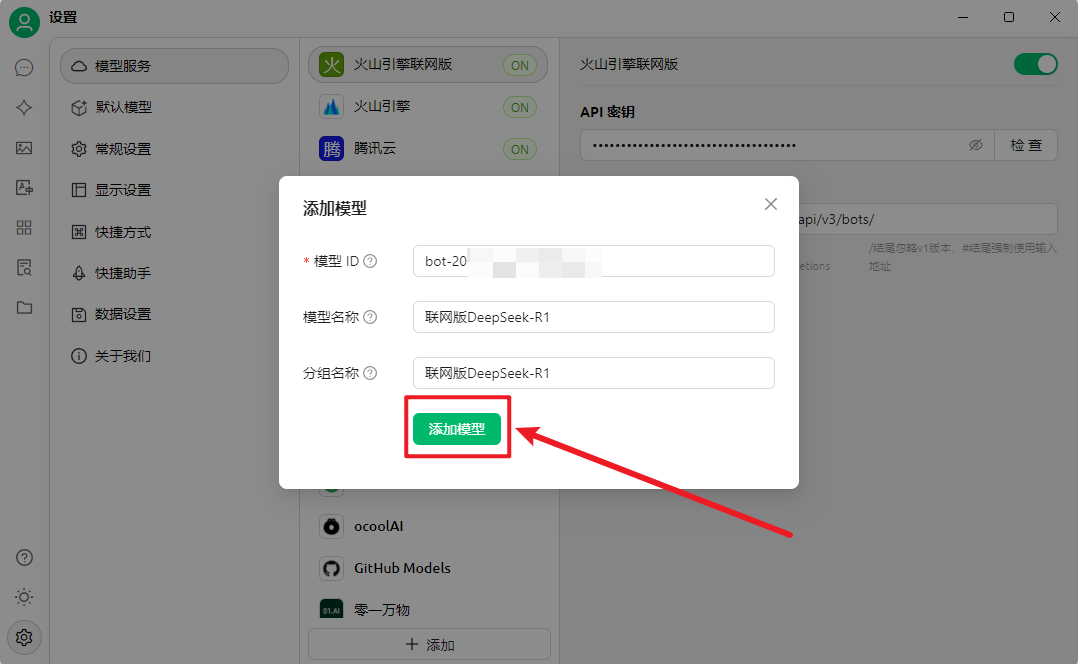 设置
模型服务
默认模型
常规设置
显示设置
快捷方式
快捷助手
数据设置
关于我们
火山引擎联网版 ON
火山引擎 ON
腾 腾讯云 ON
火山引擎联网版
API 密钥
检 查
api/v3/bots/
/结尾忽略v1版本，#结尾强制使用输入
etions 地址
添加模型
* 模型 ID
bot-20
模型名称
联网版DeepSeek-R1
分组名称
联网版DeepSeek-R1
添加模型
ocoolAI
GitHub Models
01.AI 零一万物
添加